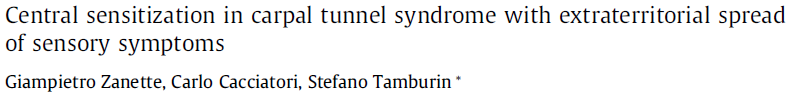 Central sensitization in carpal tunnel syndrome with extraterritorial spread
of sensory symptoms
Giampietro Zanette, Carlo Cacciatori, Stefano Tamburin *